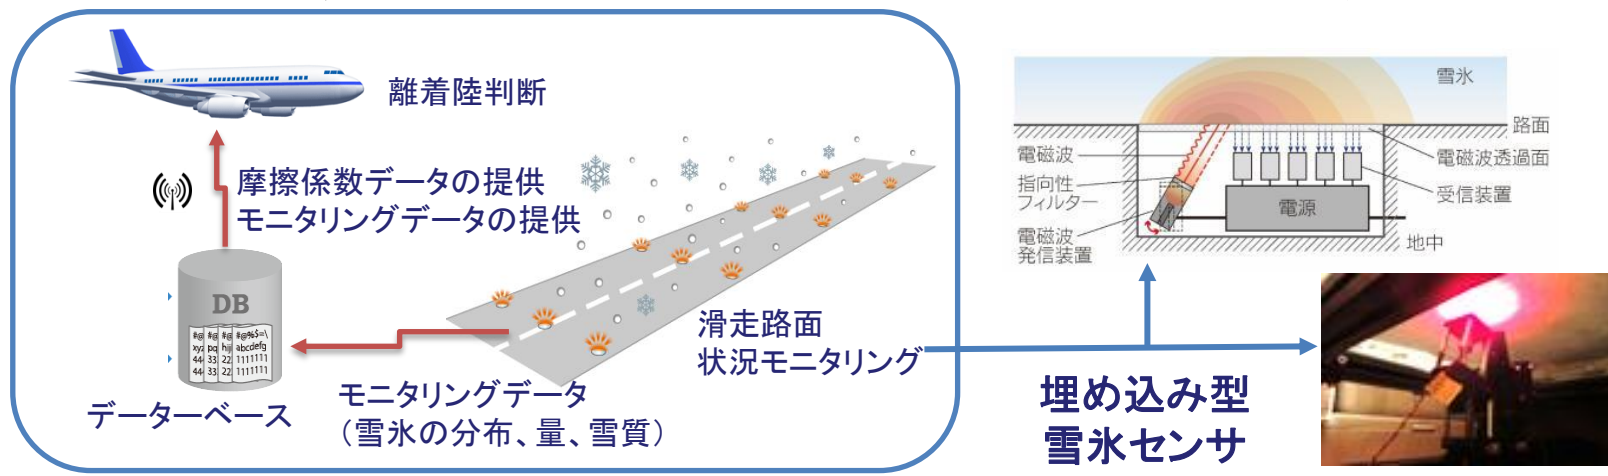 離着陸判断
摩擦係数データの提供
モニタリングデータの提供
DB
#@%$=\
abcdefg
1111111
1111111
データーベース
モニタリングデータ
（雪氷の分布、量、雪質）
滑走路面
状況モニタリング
雪氷
路面
電磁波
電磁波透過面
指向性
フィルター
受信装置
電源
電磁波
発信装置
地中
埋め込み型
雪氷センサ